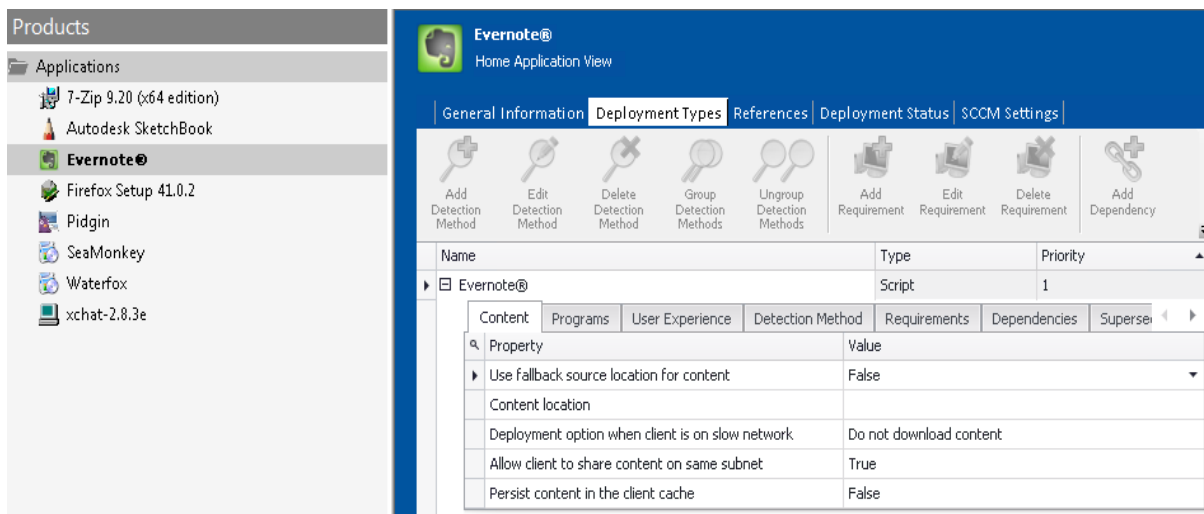 Products
Applications
7-Zip 9.20 (x64 edition)
Autodesk SketchBook
Evernote®
Firefox Setup 41.0.2
Pidgin
SeaMonkey
Waterfox
xchat-2.8.3e
Evernote®
Home Application View
General Information Deployment Types References Deployment Status SCCM Settings
Add Detection Method
Edit Detection Method
Delete Detection Method
Group Detection Methods
Ungroup Detection Methods
Add Requirement
Edit Requirement
Delete Requirement
Add Dependency
Name Type Priority
Evernote® Script 1
Content Programs User Experience Detection Method Requirements Dependencies Supersed
Property Value
Use fallback source location for content False
Content location
Deployment option when client is on slow network Do not download content
Allow client to share content on same subnet True
Persist content in the client cache False